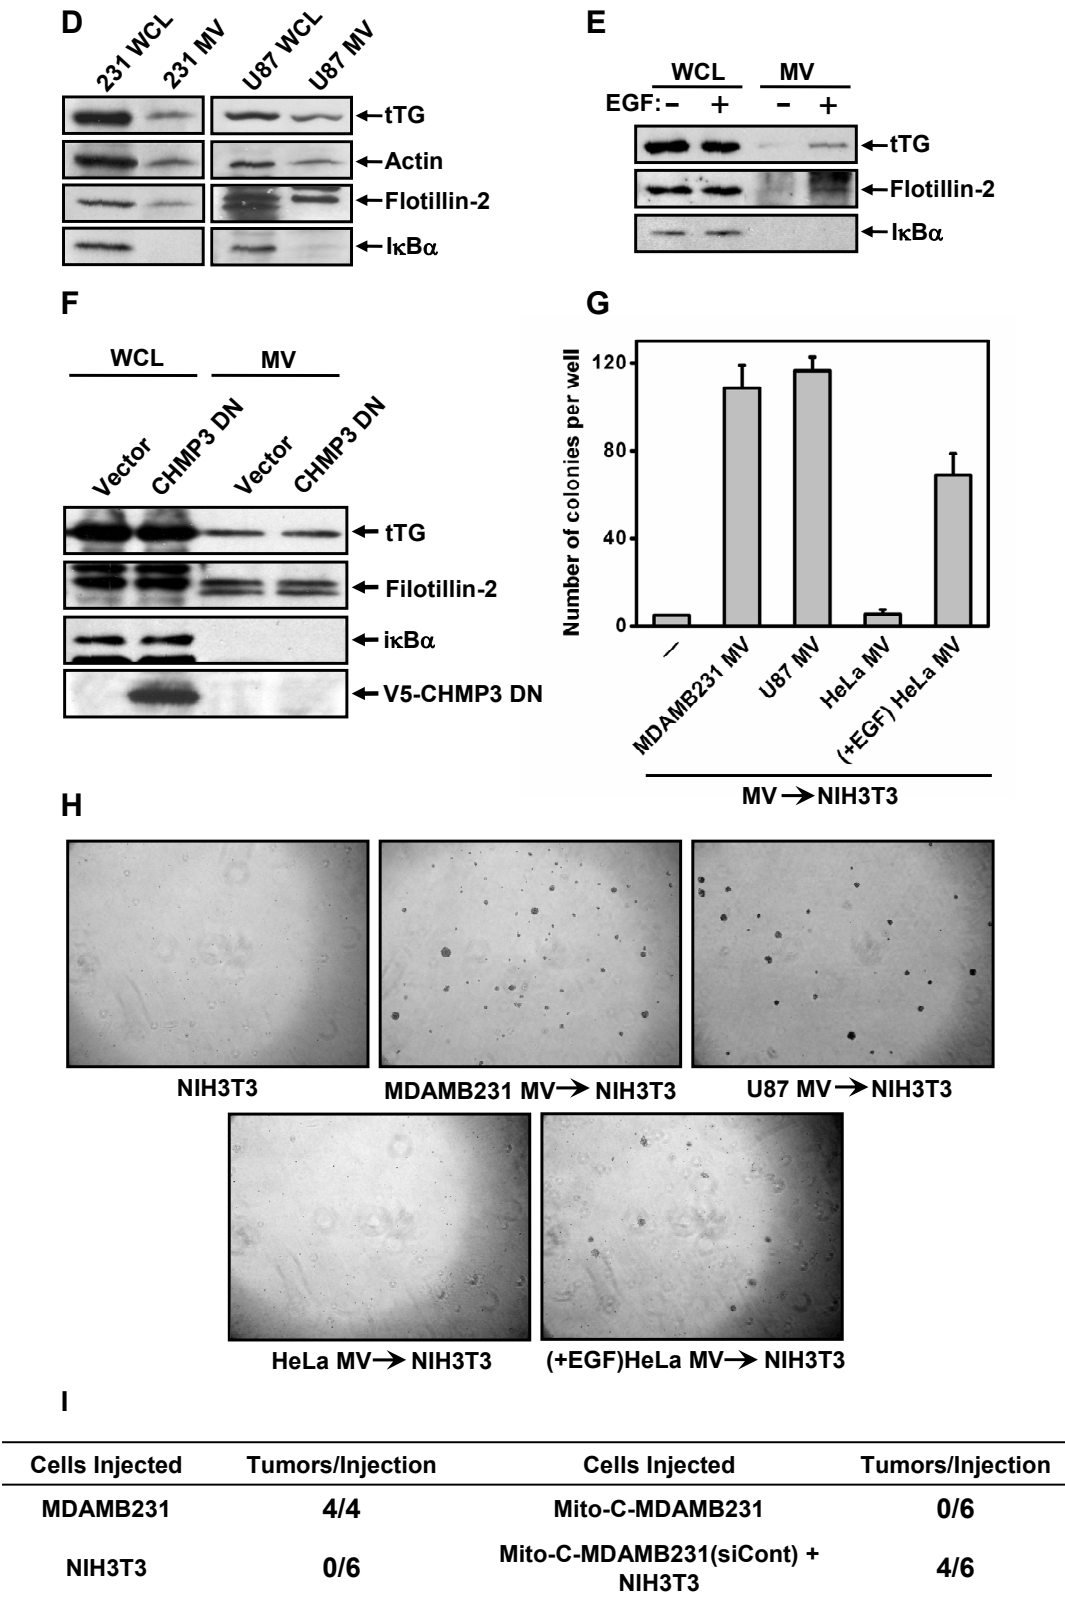 D
231 WCL
231 MV
U87 WCL
U87 MV
tTG
Actin
Flotillin-2
IκBα
E
WCL MV
EGF: − + − +
tTG
Flotillin-2
IκBα
F
WCL MV
Vector
CHMP3 DN
Vector
CHMP3 DN
tTG
Filotillin-2
iκBα
V5-CHMP3 DN
G
Number of colonies per well
120
80
40
0
−
MDAMB231 MV
U87 MV
HeLa MV
(+EGF) HeLa MV
MV→NIH3T3
H
NIH3T3
MDAMB231 MV→ NIH3T3
U87 MV→NIH3T3
HeLa MV→ NIH3T3
(+EGF)HeLa MV→ NIH3T3
I
Cells Injected Tumors/Injection Cells Injected Tumors/Injection
MDAMB231 4/4 Mito-C-MDAMB231 0/6
NIH3T3 0/6 Mito-C-MDAMB231(siCont) +
NIH3T3 4/6